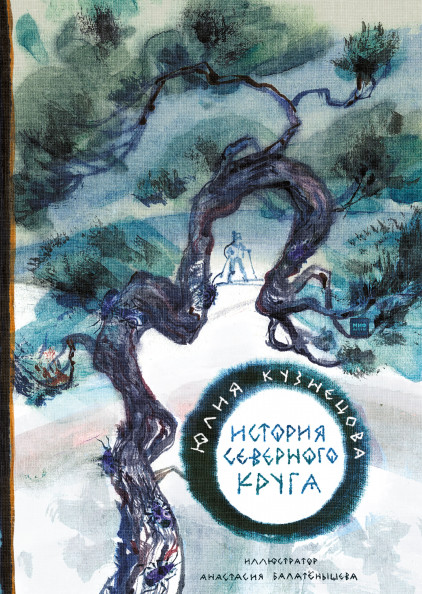 ЮЛИЯ КУЗНЕЦОВА
ИСТОРИЯ
СЕВЕРНОГО
КРУГА
ИЛЛЮСТРАТОР
АНАСТАСИЯ БАЛАТЁНЫШЕВА